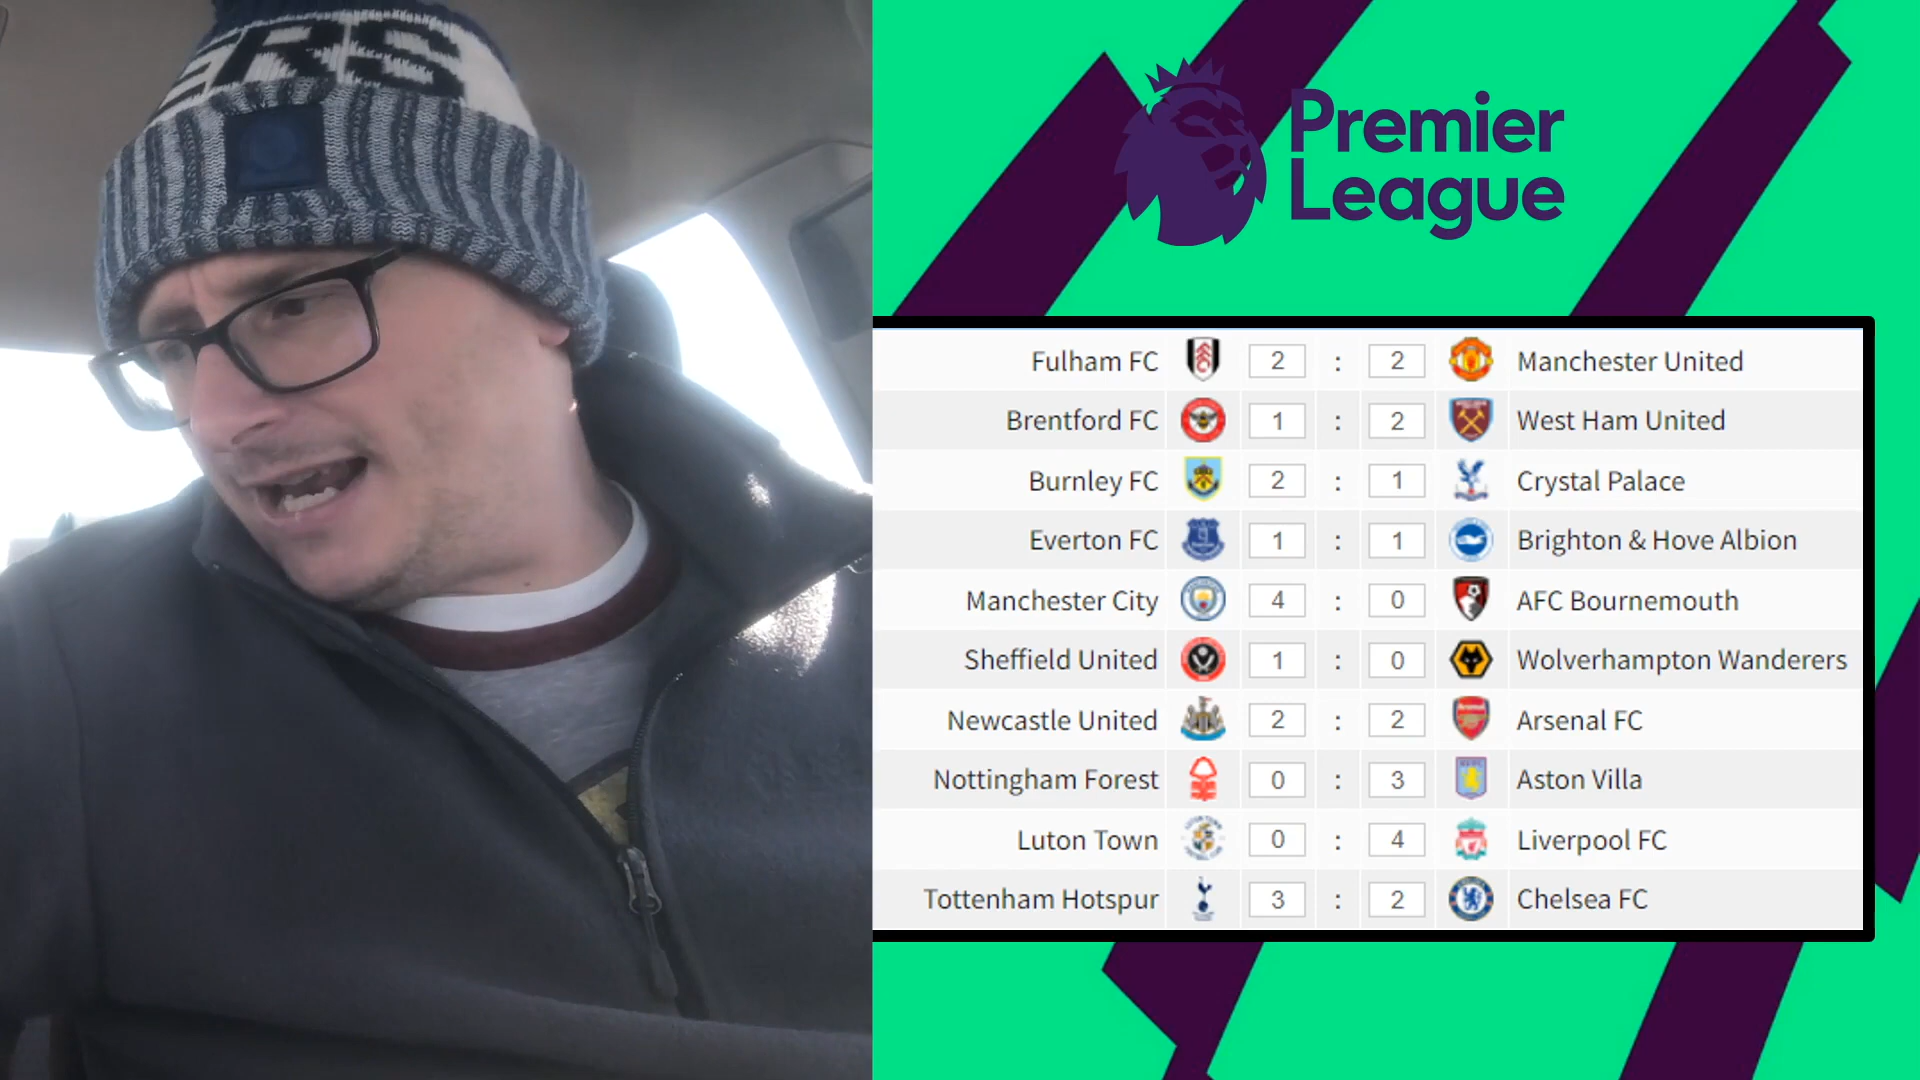 ERS
Premier
League
Fulham FC 2 : 2 Manchester United
Brentford FC 1 : 2 West Ham United
Burnley FC 2 : 1 Crystal Palace
Everton FC 1 : 1 Brighton & Hove Albion
Manchester City 4 : 0 AFC Bournemouth
Sheffield United 1 : 0 Wolverhampton Wanderers
Newcastle United 2 : 2 Arsenal FC
Nottingham Forest 0 : 3 Aston Villa
Luton Town 0 : 4 Liverpool FC
Tottenham Hotspur 3 : 2 Chelsea FC